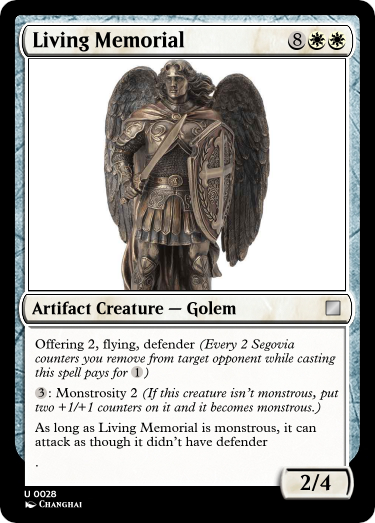 Living Memorial 8
Artifact Creature — Golem
Offering 2, flying, defender (Every 2 Segovia
counters you remove from target opponent while casting
this spell pays for 1)
3: Monstrosity 2 (If this creature isn't monstrous, put
two +1/+1 counters on it and it becomes monstrous.)
As long as Living Memorial is monstrous, it can
attack as though it didn't have defender
.
2/4
U 0028
Changhai